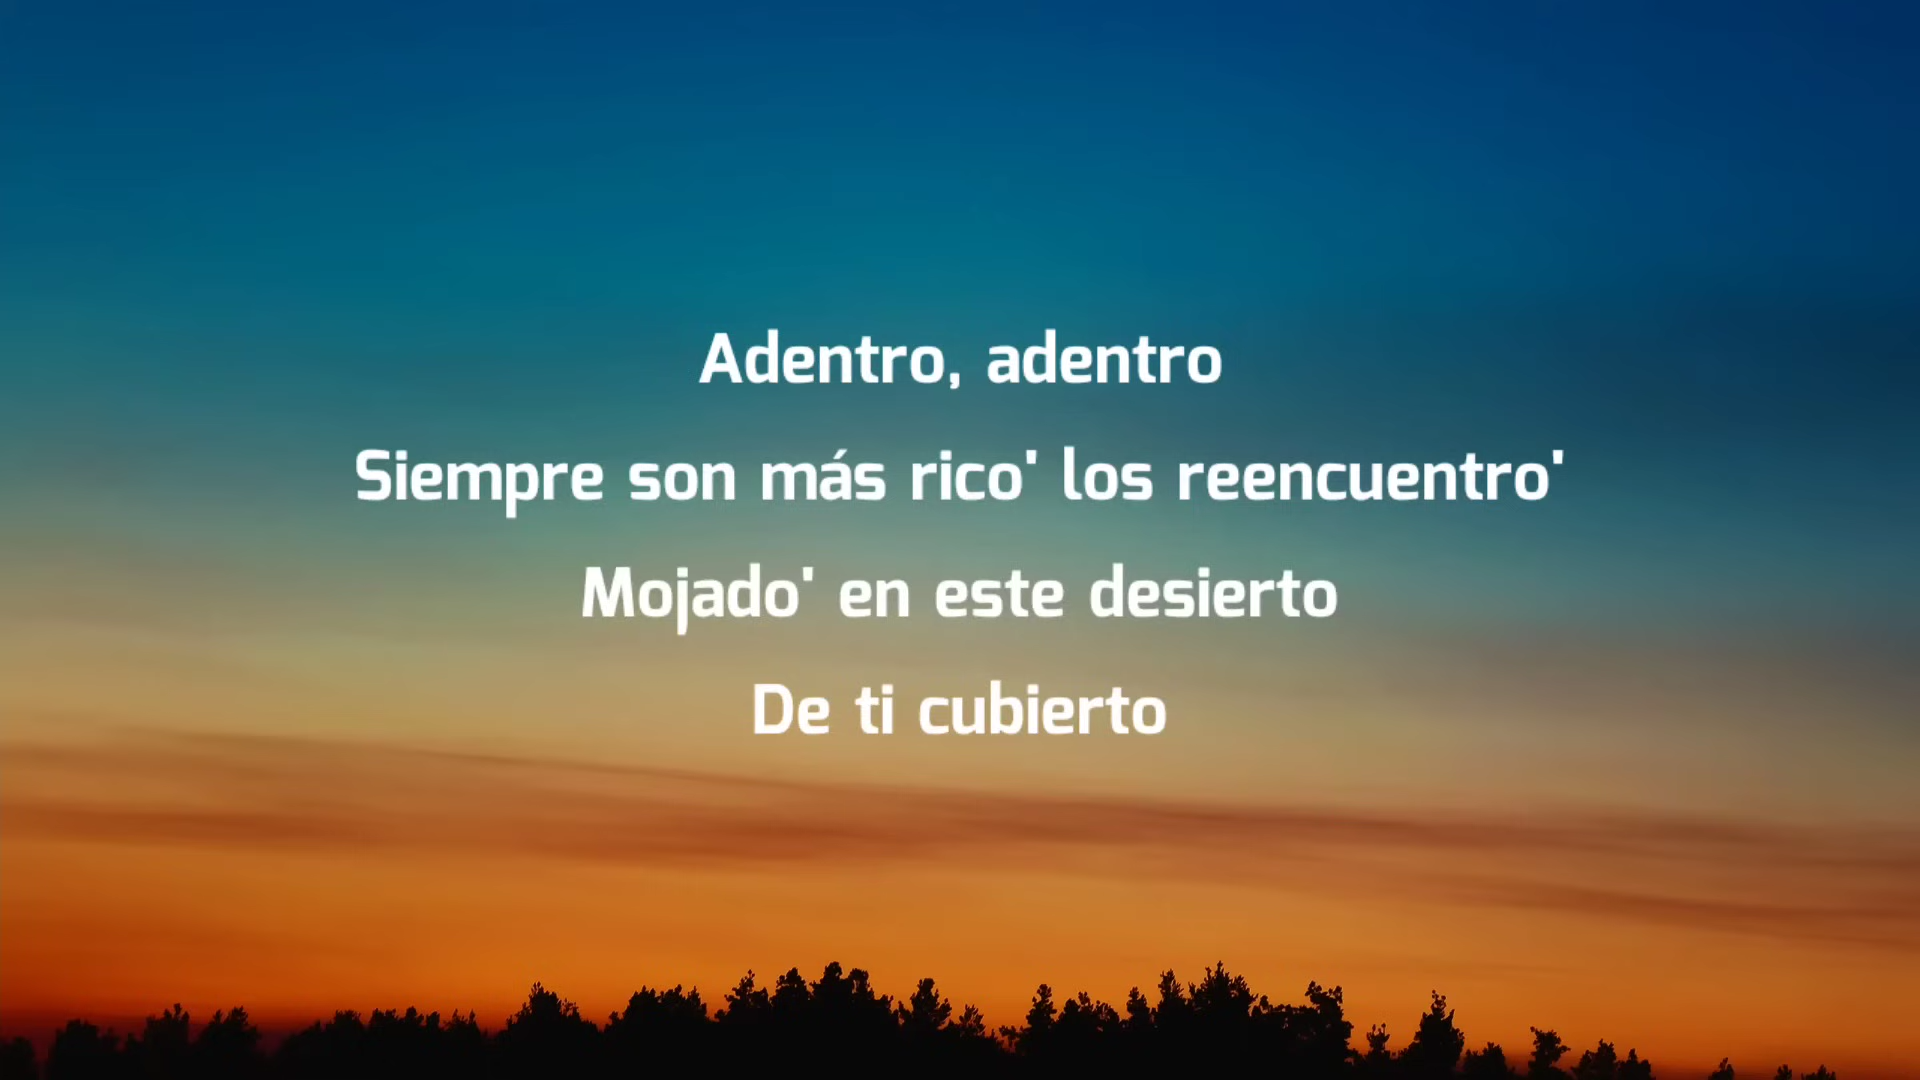 Adentro, adentro
Siempre son más rico' los reencuentro'
Mojado' en este desierto
De ti cubierto